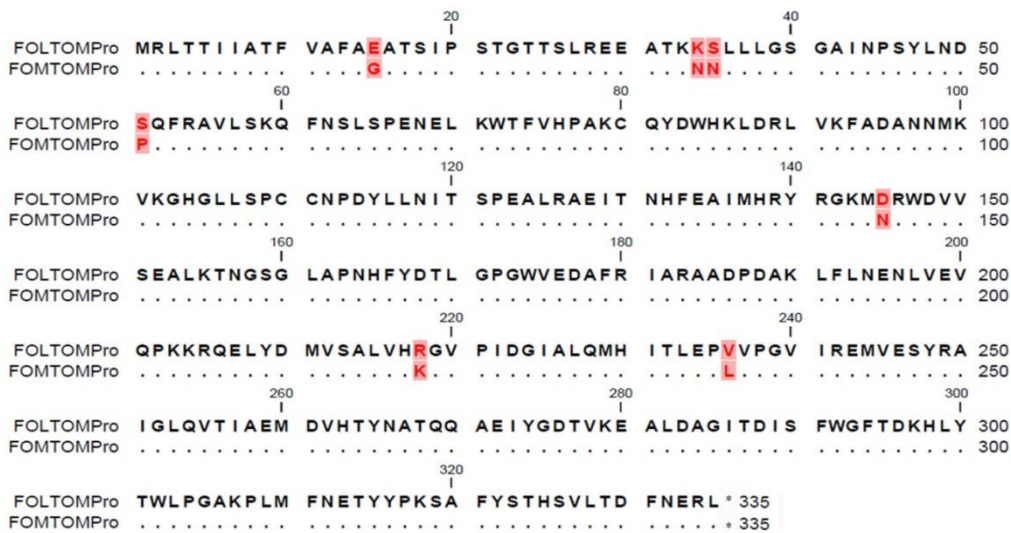 20 40
FOLTOMPro MRLTTIIATF VAFAEATSIP STGTTSLREE ATKKSLLLGS GAINPSYLND 50
FOMTOMPro . . . . . . . . . . . . . . G . . . . . . . . . . . . . . . . . . N N . . . . . . . . . . . . . . . 50
60 80 100
FOLTOMPro SQFRAVLSKQ FNSLSPENEL KWTFVHPAKC QYDWHKLDRL VKFADANNMK 100
FOMTOMPro P . . . . . . . . . . . . . . . . . . . . . . . . . . . . . . . . . . . . . . . . . . . . . . . . . 100
120 140
FOLTOMPro VKGHGLLSPC CNPDYLLNIT SPEALRAEIT NHFEAIMHRY RGKMDRWDVV 150
FOMTOMPro . . . . . . . . . . . . . . . . . . . . . . . . . . . . . . . . . . . . . . . . . . . . N . . . . . 150
160 180 200
FOLTOMPro SEALKTNGSG LAPNHFYDTL GPGWVEDAFR IARAADPDAK LFLNENLVEV 200
FOMTOMPro . . . . . . . . . . . . . . . . . . . . . . . . . . . . . . . . . . . . . . . . . . . . . . . . . . 200
220 240
FOLTOMPro QPKKRQELYD MVSALVHRGV PIDGIALQMH ITLEPVVPGV IREMVESYRA 250
FOMTOMPro . . . . . . . . . . . . . . . . . K . . . . . . . . . . . . . . . . . L . . . . . . . . . . . . . . 250
260 280 300
FOLTOMPro IGLQVTIAEM DVHTYNATQQ AEIYGDTVKE ALDAGITDIS FWGFTDKHLY 300
FOMTOMPro . . . . . . . . . . . . . . . . . . . . . . . . . . . . . . . . . . . . . . . . . . . . . . . . . . 300
320
FOLTOMPro TWLPGAKPLM FNETYYPKSA FYSTHSVLTD FNERL * 335
FOMTOMPro . . . . . . . . . . . . . . . . . . . . . . . . . . . . . . . . . . . * 335